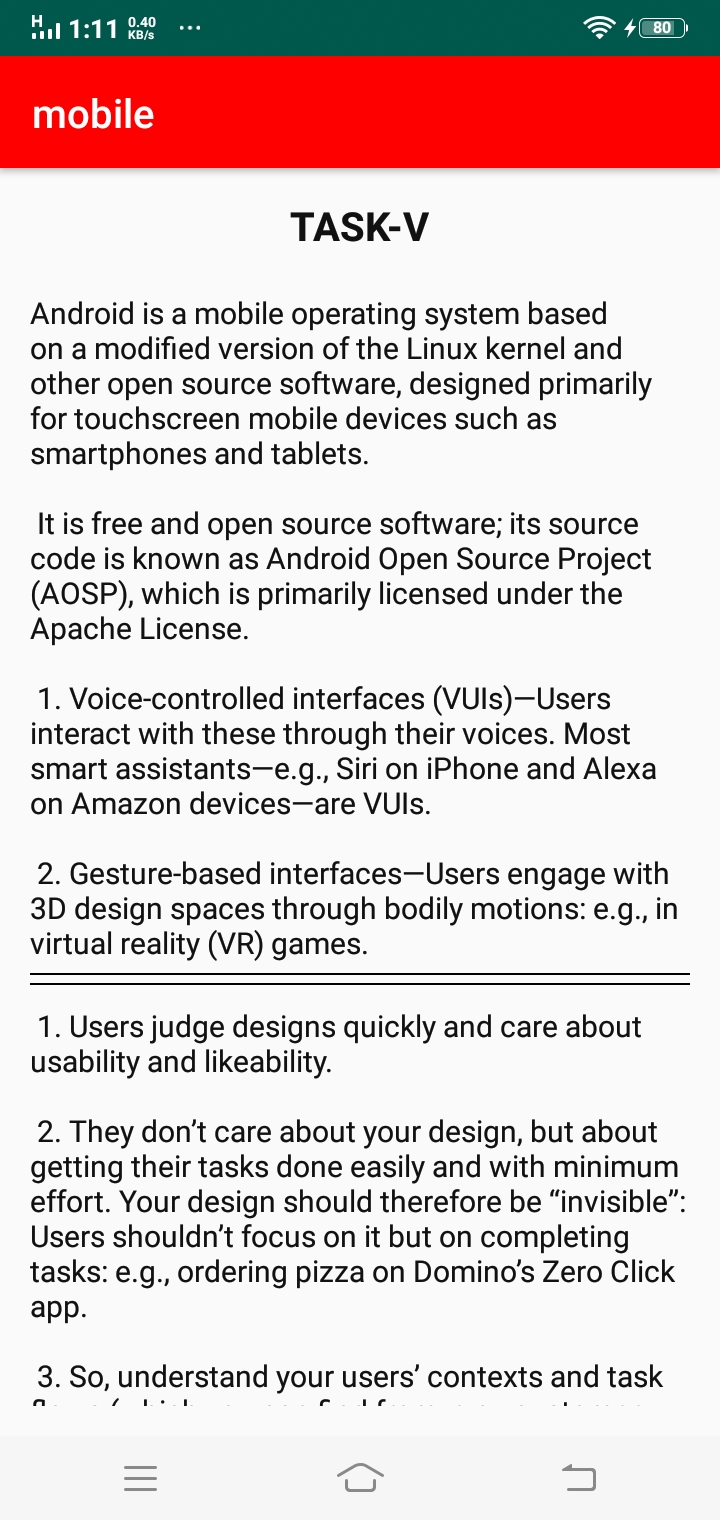 H 1:11 0.40 KB/s ... 80
mobile
TASK-V
Android is a mobile operating system based
on a modified version of the Linux kernel and
other open source software, designed primarily
for touchscreen mobile devices such as
smartphones and tablets.
It is free and open source software; its source
code is known as Android Open Source Project
(AOSP), which is primarily licensed under the
Apache License.
1. Voice-controlled interfaces (VUIs)—Users
interact with these through their voices. Most
smart assistants—e.g., Siri on iPhone and Alexa
on Amazon devices—are VUIs.
2. Gesture-based interfaces—Users engage with
3D design spaces through bodily motions: e.g., in
virtual reality (VR) games.
1. Users judge designs quickly and care about
usability and likeability.
2. They don’t care about your design, but about
getting their tasks done easily and with minimum
effort. Your design should therefore be “invisible”:
Users shouldn’t focus on it but on completing
tasks: e.g., ordering pizza on Domino’s Zero Click
app.
3. So, understand your users’ contexts and task